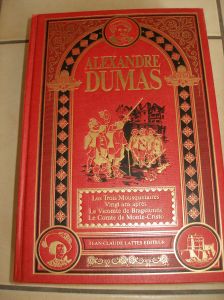 ALEXANDRE
DUMAS
Les Trois Mousquetaires
Vingt ans après
Le Vicomte de Bragelonne
Le Comte de Monte-Cristo
JEAN-CLAUDE LATTÈS EDITEUR